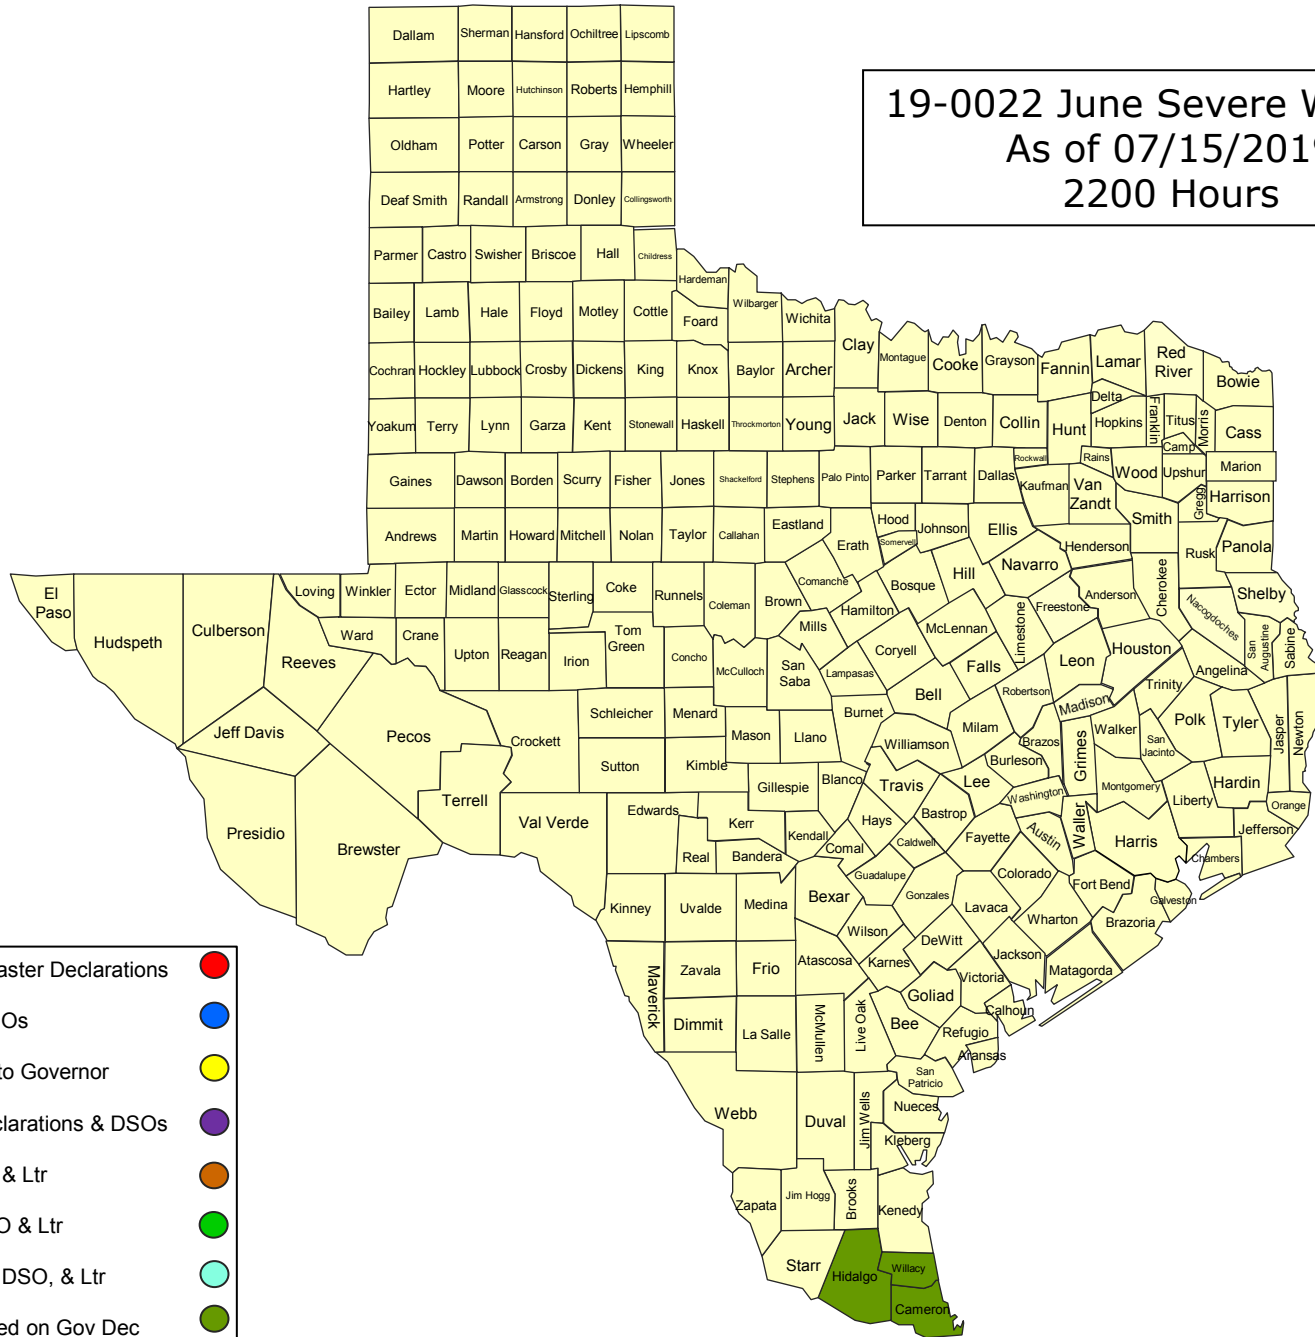 Dallam Sherman Hansford Ochiltree Lipscomb
Hartley Moore Hutchinson Roberts Hemphill
19-0022 June Severe
As of 07/15/201
2200 Hours
Oldham Potter Carson Gray Wheeler
Deaf Smith Randall Armstrong Donley Collingsworth
Parmer Castro Swisher Briscoe Hall Childress
Hardeman
Wilbarger
Bailey Lamb Hale Floyd Motley Cottle Foard Wichita
Clay Montague Cooke Grayson Fannin Lamar Red
River
Bowie
Cochran Hockley Lubbock Crosby Dickens King Knox Baylor Archer
Delta
Yoakum Terry Lynn Garza Kent Stonewall Haskell Throckmorton Young Jack Wise Denton Collin Hunt Hopkins Franklin Titus Morris Cass
Camp
Gaines Dawson Borden Scurry Fisher Jones Shackelford Stephens Palo Pinto Parker Tarrant Dallas Rockwall Rains Wood Upshur Marion
Kaufman Van
Zandt
Gregg Harrison
Smith
Andrews Martin Howard Mitchell Nolan Taylor Callahan Eastland Hood Johnson Ellis
Erath Somervell Henderson Rusk Panola
El
Paso
Loving Winkler Ector Midland Glasscock Sterling Coke Runnels Coleman Brown Comanche Bosque Hill Navarro
Hamilton Freestone Anderson Cherokee Nacogdoches Shelby
Hudspeth Culberson Ward Crane Tom
Green
Mills McLennan Limestone San
Augustine
Sabine
Reeves Upton Reagan Irion Concho McCulloch San
Saba
Lampasas Coryell Falls Leon Houston Angelina
Trinity
Bell Robertson Madison
Jeff Davis Pecos Crockett Schleicher Menard Mason Llano Burnet Milam Walker San
Jacinto
Polk Tyler Jasper Newton
Williamson Brazos Grimes
Sutton Kimble Burleson
Terrell Gillespie Blanco Travis Lee Washington Montgomery Liberty Hardin Orange
Presidio Brewster Val Verde Edwards Kerr Kendall Hays Bastrop Waller Jefferson
Real Bandera Comal Caldwell Fayette Austin Harris Chambers
Kinney Uvalde Medina Bexar Guadalupe Gonzales Colorado Fort Bend Galveston
Lavaca Wharton Brazoria
Wilson DeWitt Jackson Matagorda
Maverick Zavala Frio Atascosa Karnes Victoria
Goliad Calhoun
Dimmit La Salle McMullen Live Oak Bee Refugio
Aransas
San
Patricio
Webb Duval Jim Wells Nueces
Kleberg
Zapata Jim Hogg Brooks Kenedy
Starr Hidalgo Willacy
Cameron
Declarations
to Governor
& DSOs
& Ltr
& Ltr
DSO, & Ltr
on Gov Dec